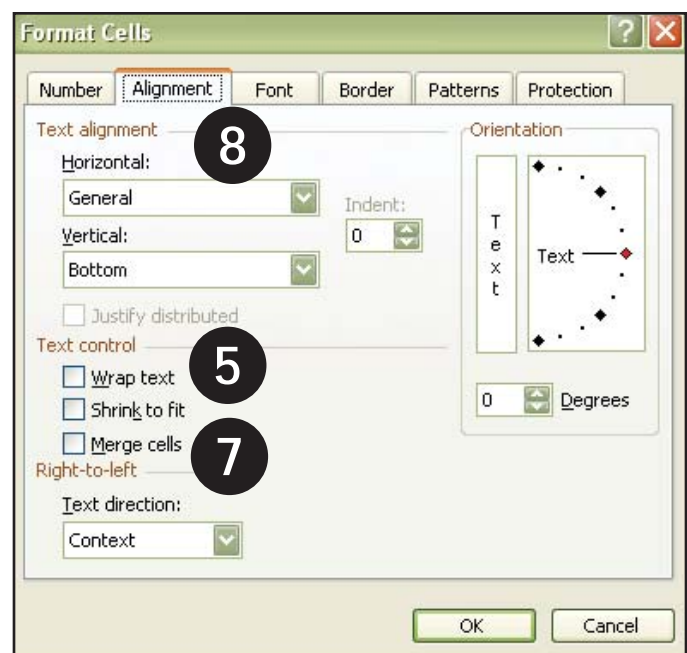 Format Cells
Number Alignment Font Border Patterns Protection
Text alignment
8
Horizontal:
General
Indent:
0
Vertical:
Bottom
Justify distributed
Text control
Wrap text
5
Shrink to fit
Merge cells
7
Right-to-left
Text direction:
Context
Orientation
T
e
x
t
Text
0 Degrees
OK Cancel